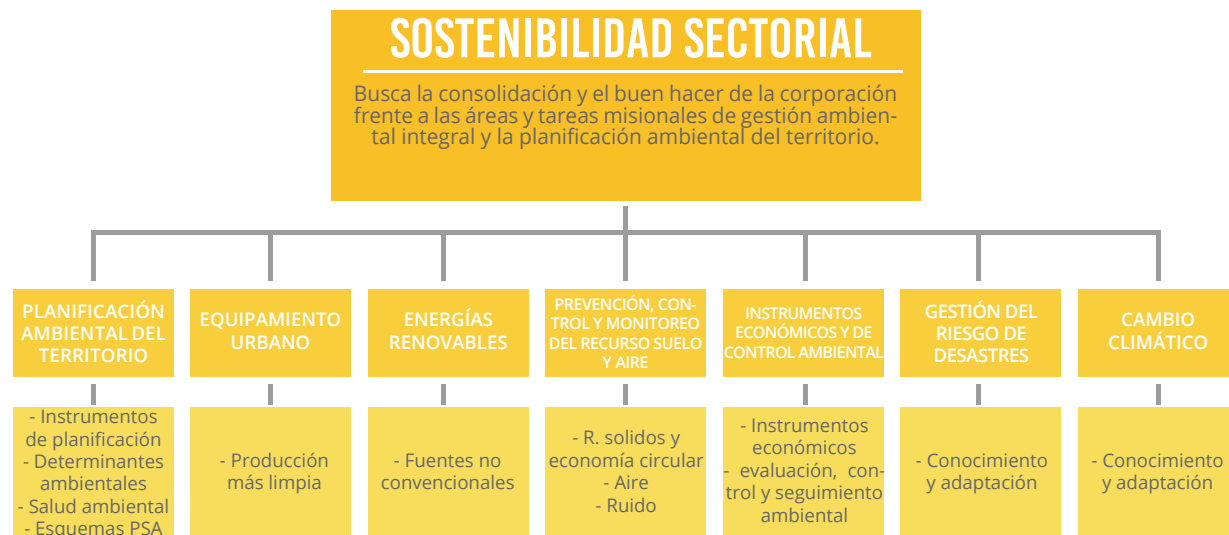 SOSTENIBILIDAD SECTORIAL
Busca la consolidación y el buen hacer de la corporación
frente a las áreas y tareas misionales de gestión ambien-
tal integral y la planificación ambiental del territorio.
PLANIFICACIÓN
AMBIENTAL DEL
TERRITORIO
EQUIPAMIENTO
URBANO
ENERGÍAS
RENOVABLES
PREVENCIÓN, CON-
TROL Y MONITOREO
DEL RECURSO SUELO
Y AIRE
INSTRUMENTOS
ECONÓMICOS Y DE
CONTROL AMBIENTAL
GESTIÓN DEL
RIESGO DE
DESASTRES
CAMBIO
CLIMÁTICO
- Instrumentos
de planificación
- Determinantes
ambientales
- Salud ambiental
- Esquemas PSA
- Producción
más limpia
- Fuentes no
convencionales
- R. solidos y
economía circular
- Aire
- Ruido
- Instrumentos
económicos
- evaluación, con-
trol y seguimiento
ambiental
- Conocimiento
y adaptación
- Conocimiento
y adaptación